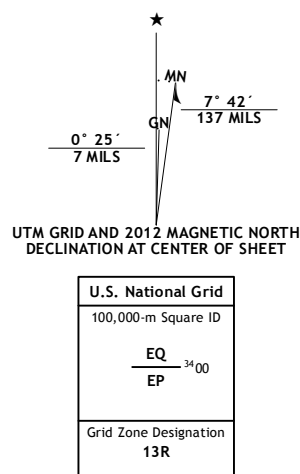 ★
MN
7° 42´
137 MILS
GN
0° 25´
7 MILS
UTM GRID AND 2012 MAGNETIC NORTH
DECLINATION AT CENTER OF SHEET
U.S. National Grid
100,000-m Square ID
EQ
3400
EP
Grid Zone Designation
13R